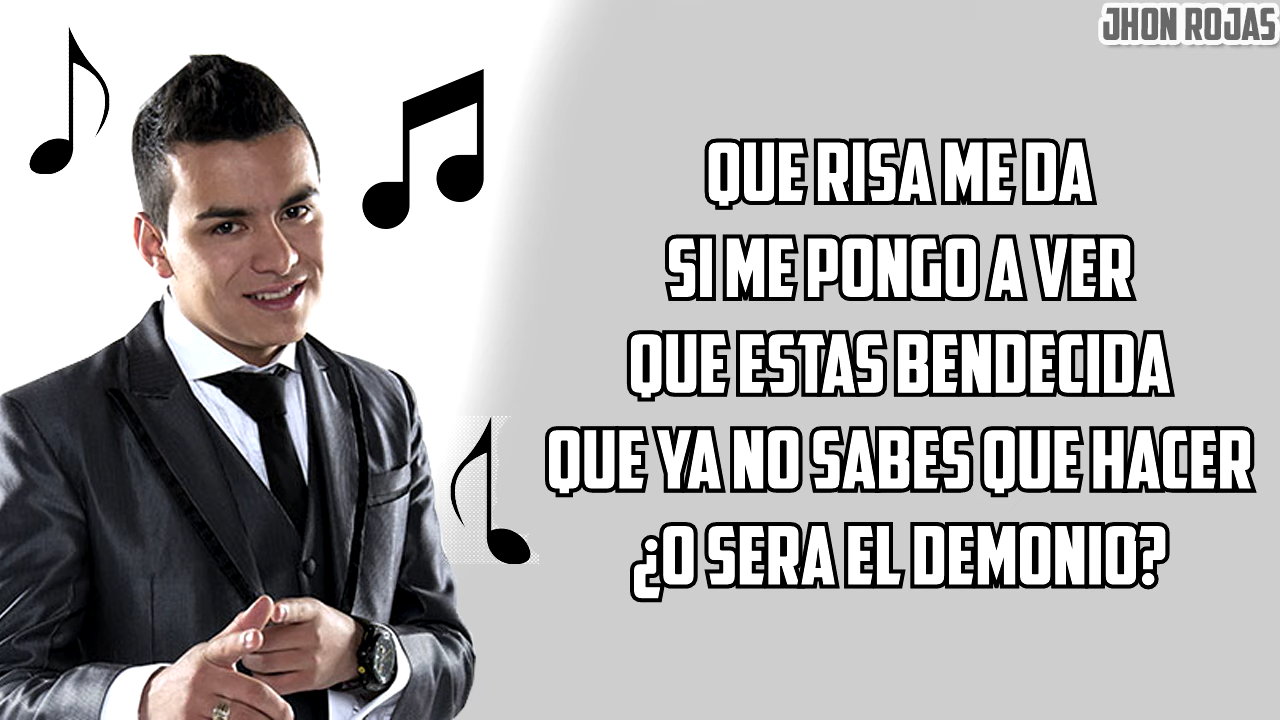 JHON ROJAS
QUE RISA ME DA
SI ME PONGO A VER
QUE ESTAS BENDECIDA
QUE YA NO SABES QUE HACER
¿O SERA EL DEMONIO?